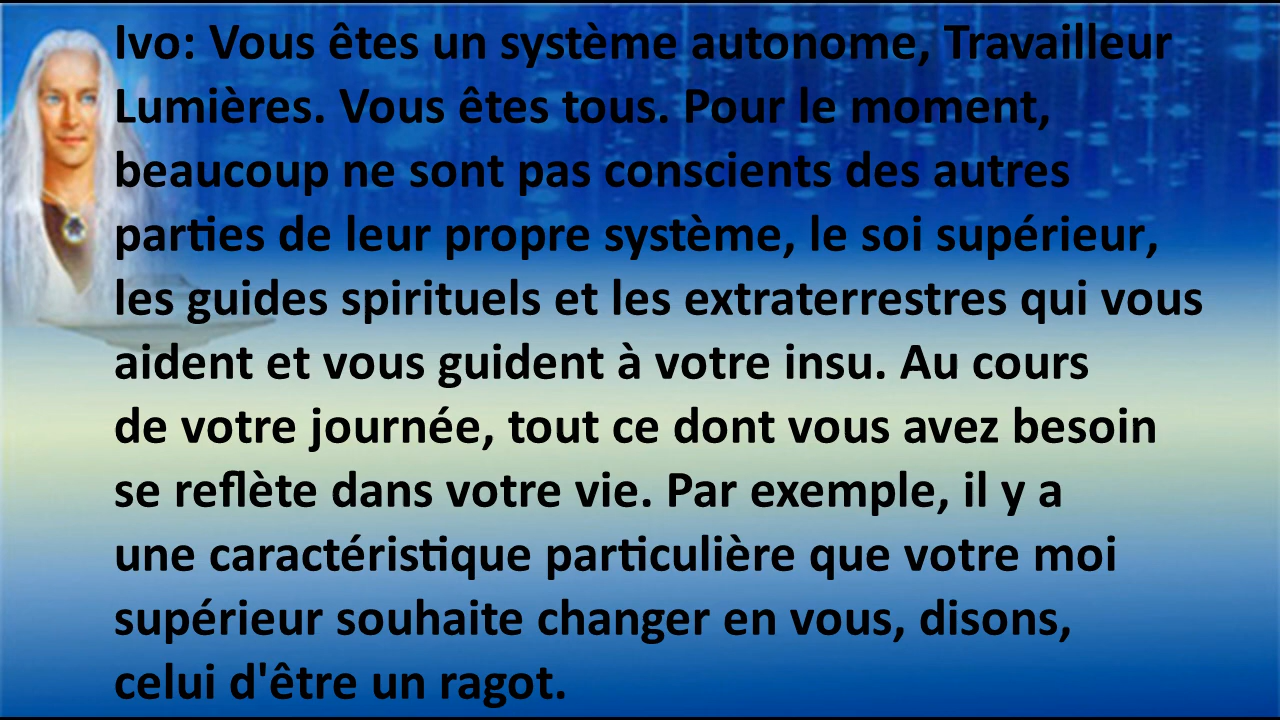 Ivo: Vous êtes un système autonome, Travailleur
Lumières. Vous êtes tous. Pour le moment,
beaucoup ne sont pas conscients des autres
parties de leur propre système, le soi supérieur,
les guides spirituels et les extraterrestres qui vous
aident et vous guident à votre insu. Au cours
de votre journée, tout ce dont vous avez besoin
se reflète dans votre vie. Par exemple, il y a
une caractéristique particulière que votre moi
supérieur souhaite changer en vous, disons,
celui d'être un ragot.